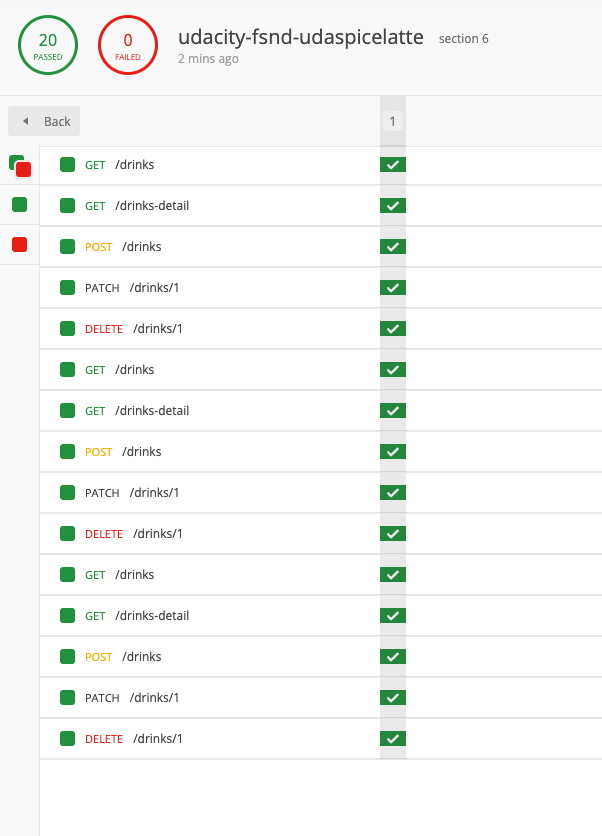 20
PASSED
0
FAILED
udacity-fsnd-udaspicelatte section 6
2 mins ago
Back 1
GET /drinks
GET /drinks-detail
POST /drinks
PATCH /drinks/1
DELETE /drinks/1
GET /drinks
GET /drinks-detail
POST /drinks
PATCH /drinks/1
DELETE /drinks/1
GET /drinks
GET /drinks-detail
POST /drinks
PATCH /drinks/1
DELETE /drinks/1